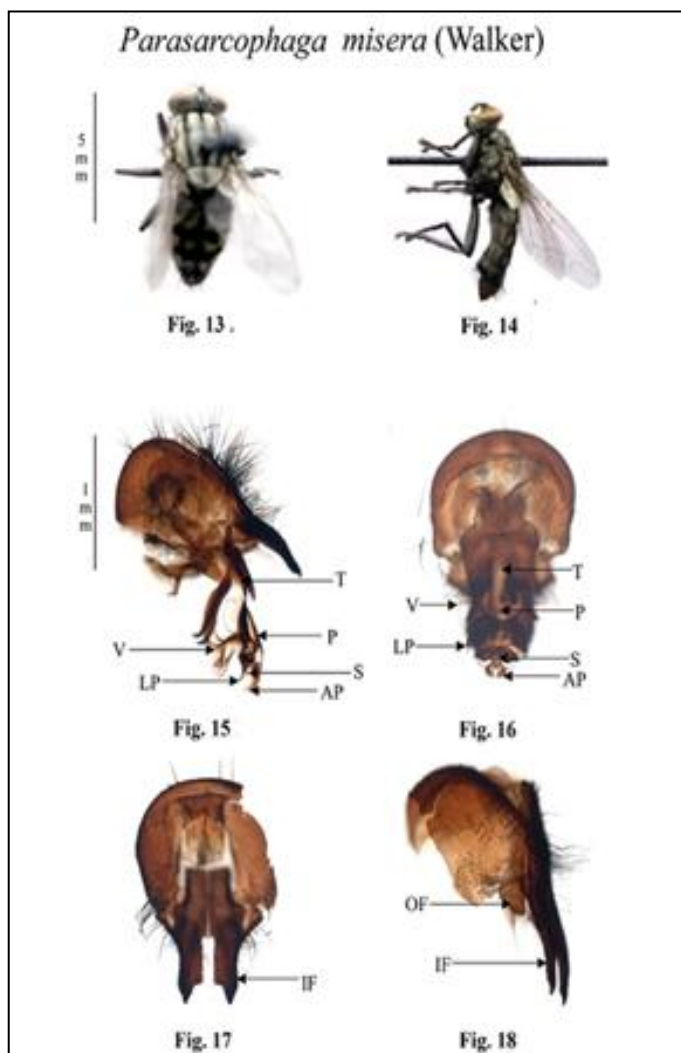 Parasarcophaga misera (Walker)
5
m
m
Fig. 13 .
Fig. 14
1
m
m
T
P
V
S
LP
AP
Fig. 15
T
V
P
LP
S
AP
Fig. 16
IF
Fig. 17
OF
IF
Fig. 18